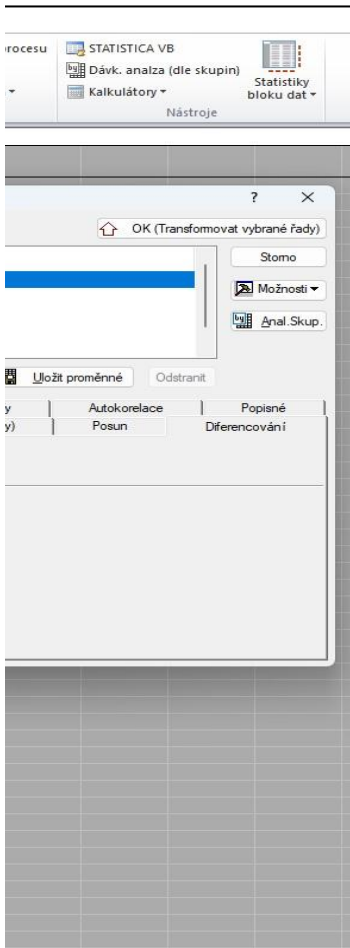 rocesu
STATISTICA VB
Dávk. analza (dle skupin)
Kalkulátory
Statistiky
bloku dat
Nástroje
? ×
OK (Transformovat vybrané řady)
Storno
Možnosti
Anal.Skup.
Uložit proměnné Odstranit
y Autokorelace Popisné
y) Posun Diferencování